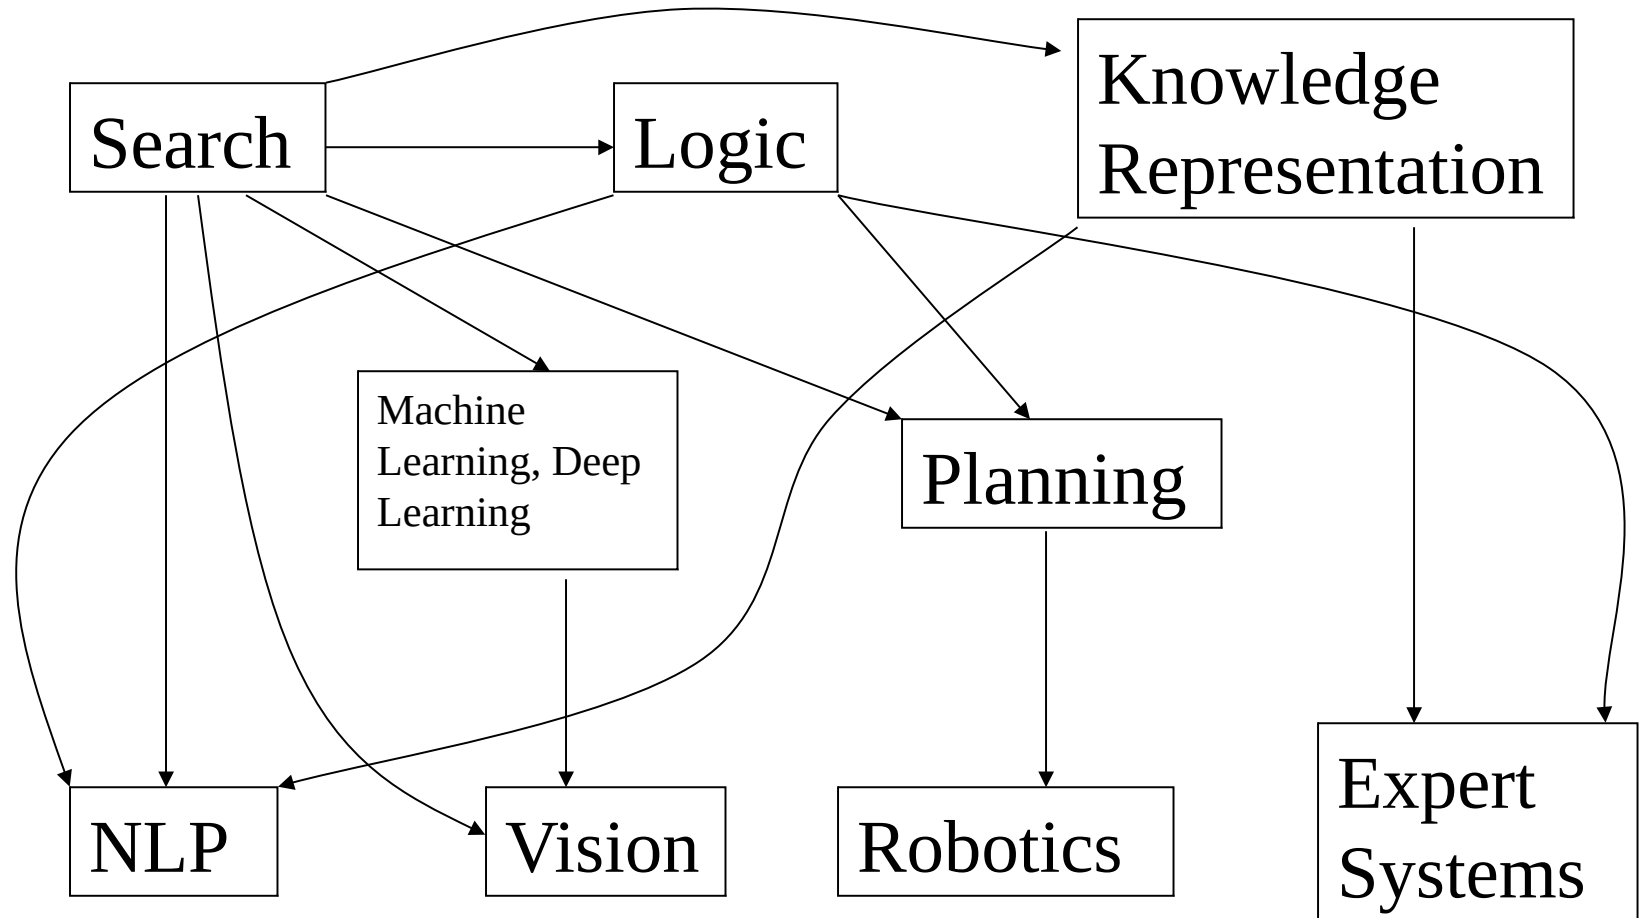 Search
Logic
Knowledge
Representation
Machine
Learning, Deep
Learning
Planning
NLP
Vision
Robotics
Expert
Systems